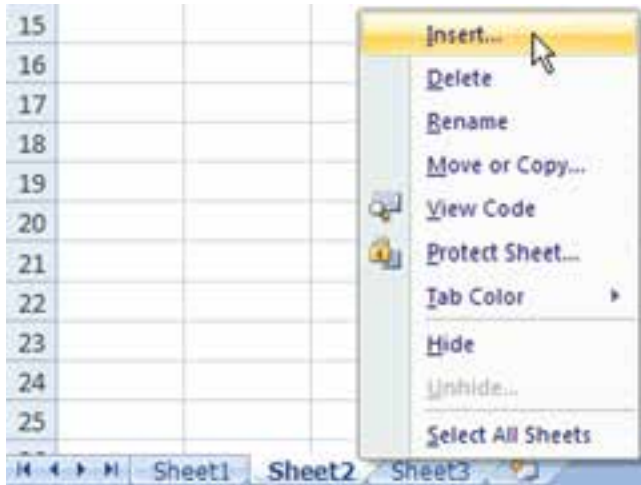 15
16
17
18
19
20
21
22
23
24
25
Insert...
Delete
Rename
Move or Copy...
View Code
Protect Sheet...
Tab Color
Hide
Unhide...
Select All Sheets
Sheet1 Sheet2 Sheet3